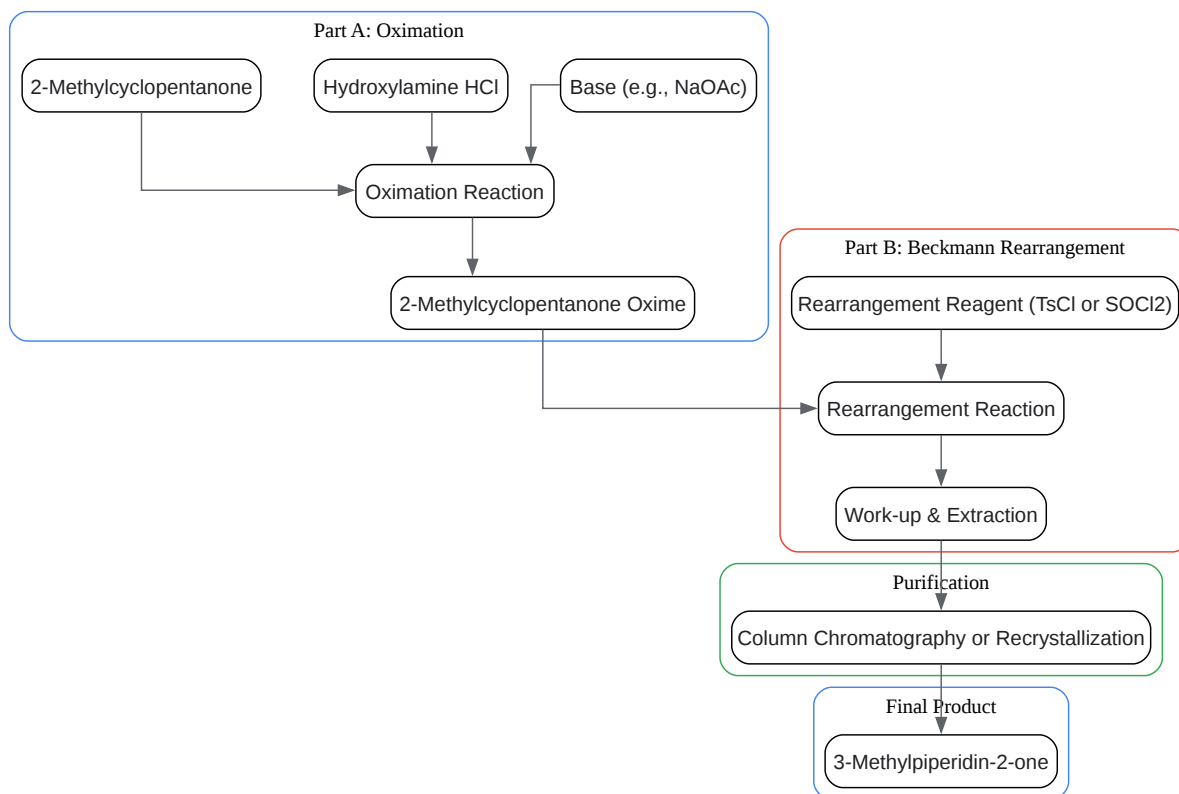 Part A: Oximation
2-Methylcyclopentanone
Hydroxylamine HCl
Base (e.g., NaOAc)
Oximation Reaction
2-Methylcyclopentanone Oxime
Part B: Beckmann Rearrangement
Rearrangement Reagent (TsCl or SOCl2)
Rearrangement Reaction
Work-up & Extraction
Purification
Column Chromatography or Recrystallization
Final Product
3-Methylpiperidin-2-one